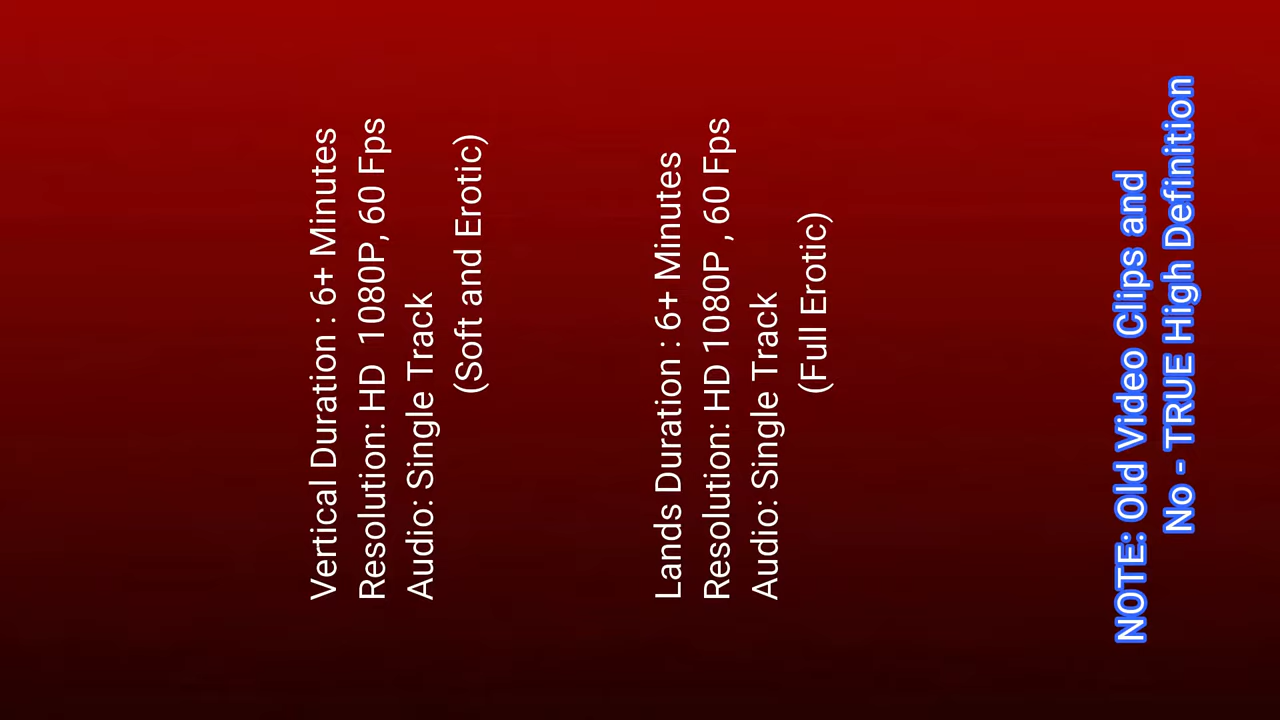 Vertical Duration : 6+ Minutes
Resolution: HD  1080P, 60 Fps
Audio: Single Track
(Soft and Erotic)
Lands Duration : 6+ Minutes
Resolution: HD 1080P , 60 Fps
Audio: Single Track
(Full Erotic)
NOTE: Old Video Clips and
No - TRUE High Definition